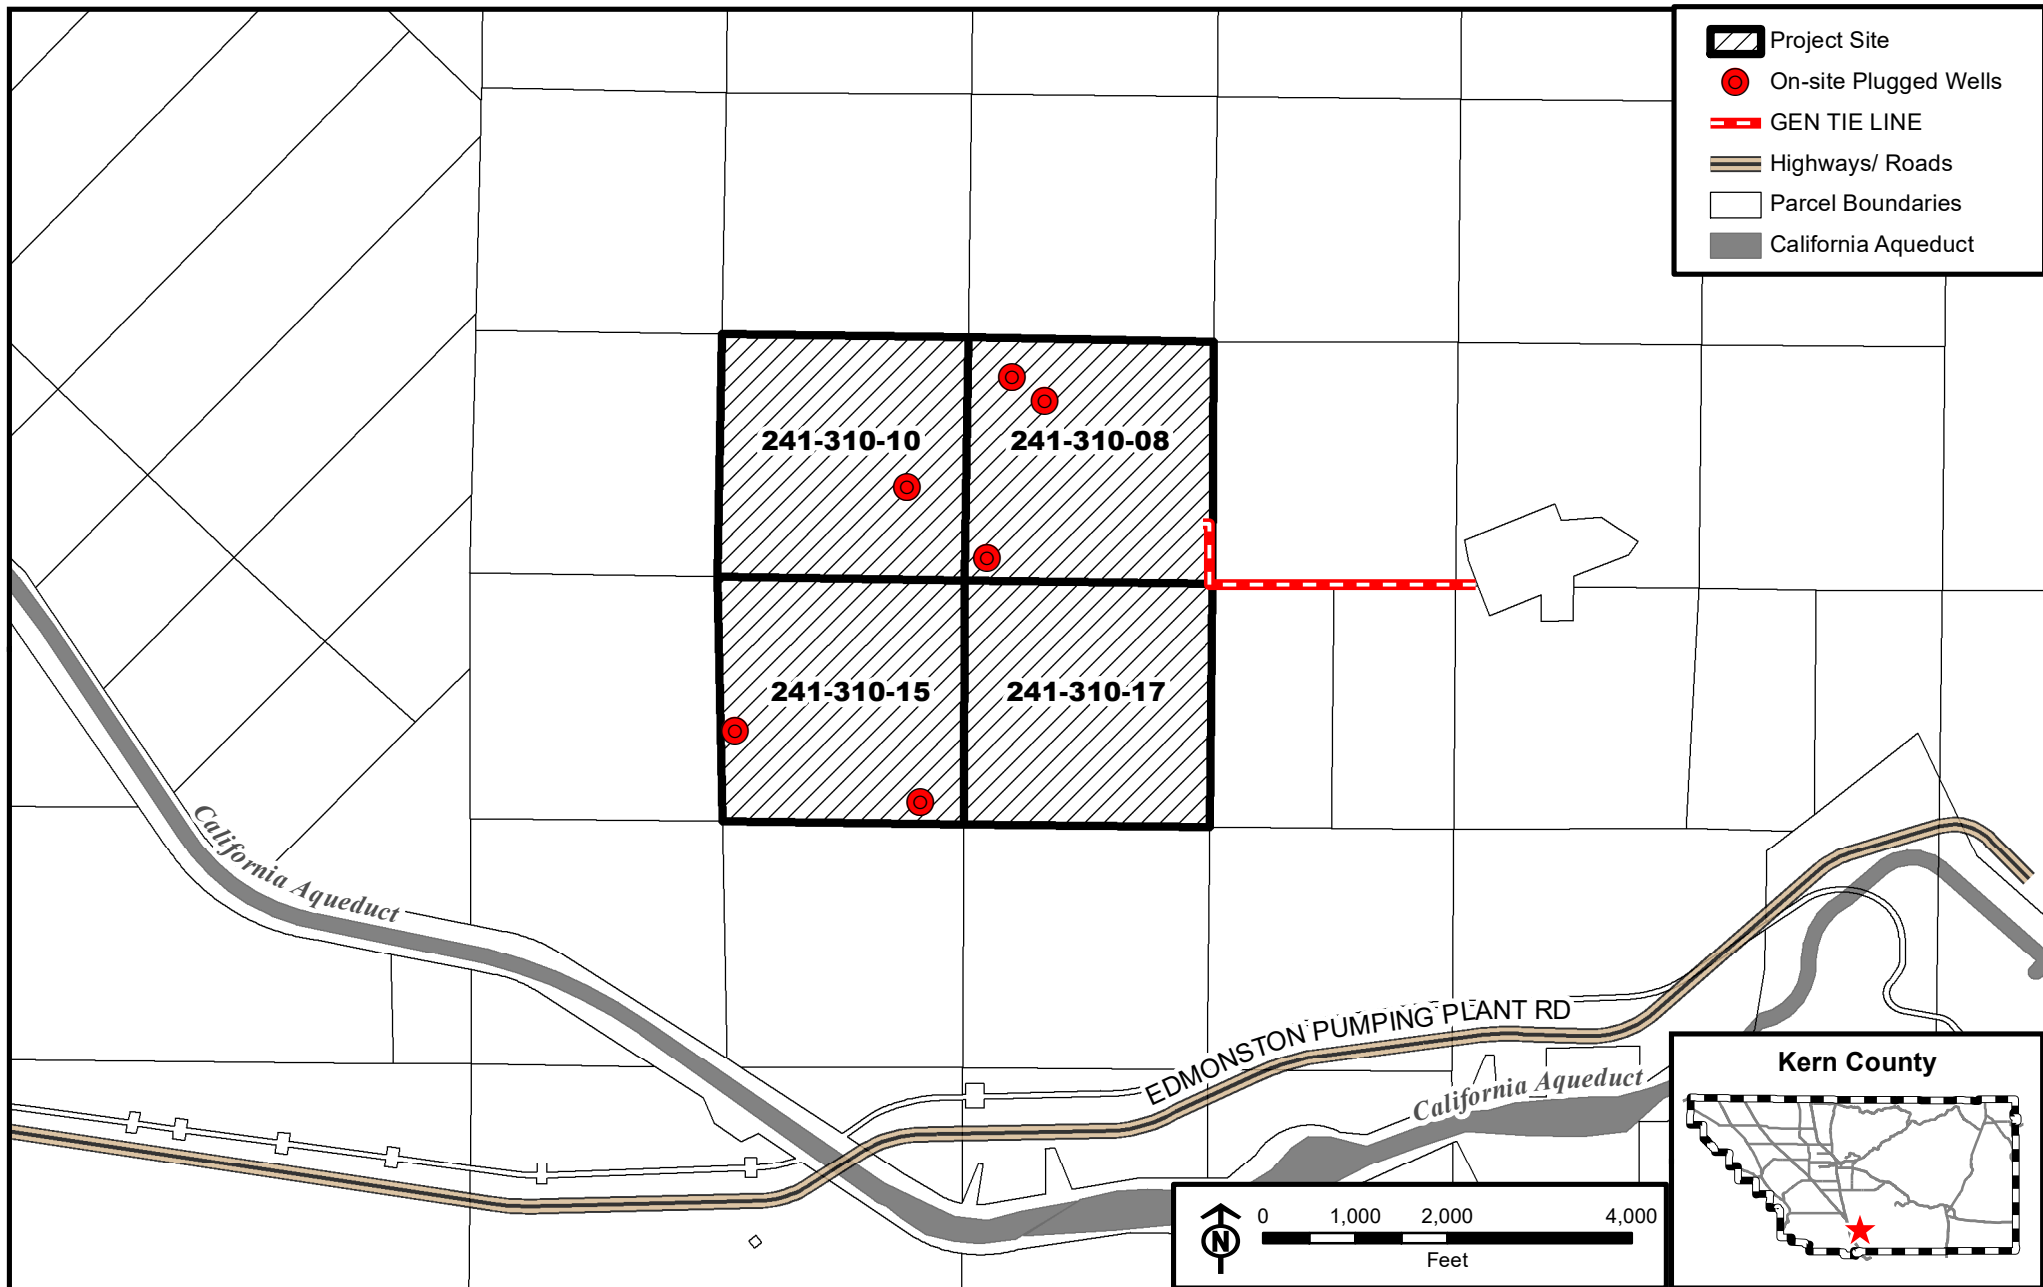 Project Site
On-site Plugged Wells
GEN TIE LINE
Highways/ Roads
Parcel Boundaries
California Aqueduct
241-310-10
241-310-08
241-310-15
241-310-17
California Aqueduct
EDMONSTON PUMPING PLANT RD
California Aqueduct
N
0 1,000 2,000 4,000
Feet
Kern County